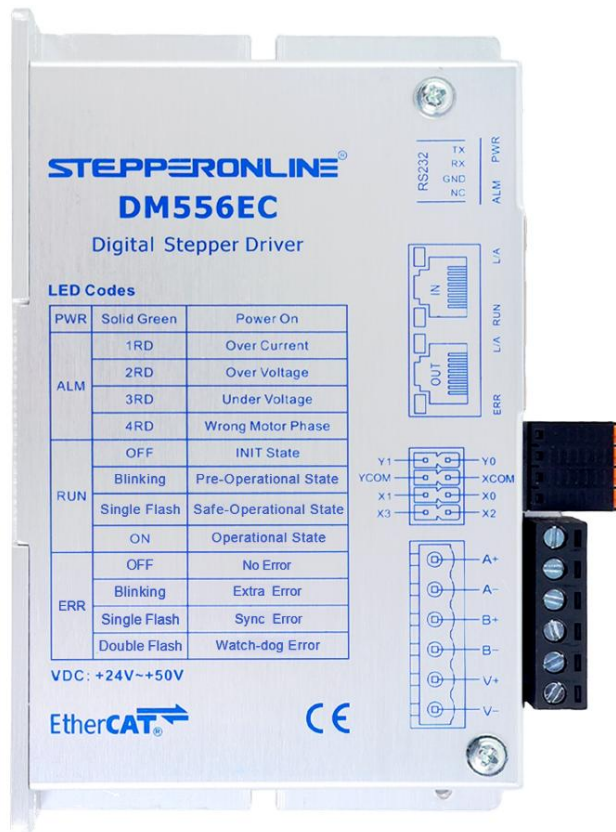 STEPPERONLINE®
DM556EC
Digital Stepper Driver
LED Codes
PWR Solid Green Power On
ALM
1RD Over Current
2RD Over Voltage
3RD Under Voltage
4RD Wrong Motor Phase
RUN
OFF INIT State
Blinking Pre-Operational State
Single Flash Safe-Operational State
ON Operational State
ERR
OFF No Error
Blinking Extra Error
Single Flash Sync Error
Double Flash Watch-dog Error
VDC: +24V~+50V
EtherCAT®
CE
RS232
TX
RX
GND
NC
PWR
ALM
L/A
IN
RUN
L/A
OUT
ERR
Y1 Y0
YCOM XCOM
X1 X0
X3 X2
A+
A-
B+
B-
V+
V-